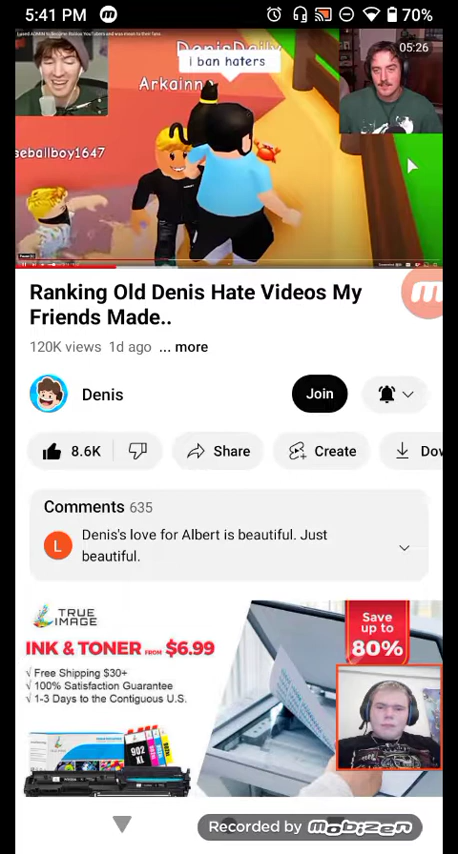 5:41 PM
70%
DenisDaily
i ban haters
05:26
Arkainn
seballboy1647
Ranking Old Denis Hate Videos My
Friends Made..
120K views 1d ago ... more
Denis
Join
8.6K
Share
Create
Dow
Comments 635
L
Denis's love for Albert is beautiful. Just
beautiful.
TRUE
IMAGE
Save
up to
80%
INK & TONER FROM $6.99
√ Free Shipping $30+
√ 100% Satisfaction Guarantee
√ 1-3 Days to the Contiguous U.S.
902
XL
Recorded by mobizen